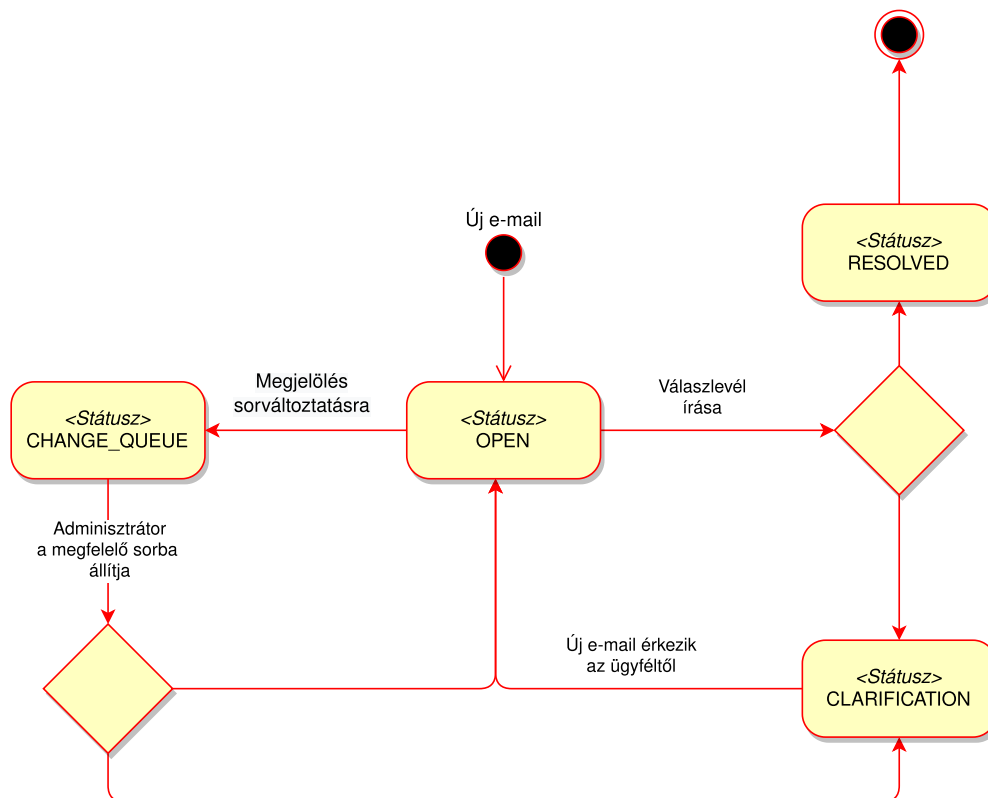 Új e-mail
<Státusz>
RESOLVED
Megjelölés
sorváltoztatásra
Válaszlevél
írása
<Státusz>
CHANGE_QUEUE
<Státusz>
OPEN
Adminisztrátor
a megfelelő sorba
állítja
Új e-mail érkezik
az ügyféltől
<Státusz>
CLARIFICATION